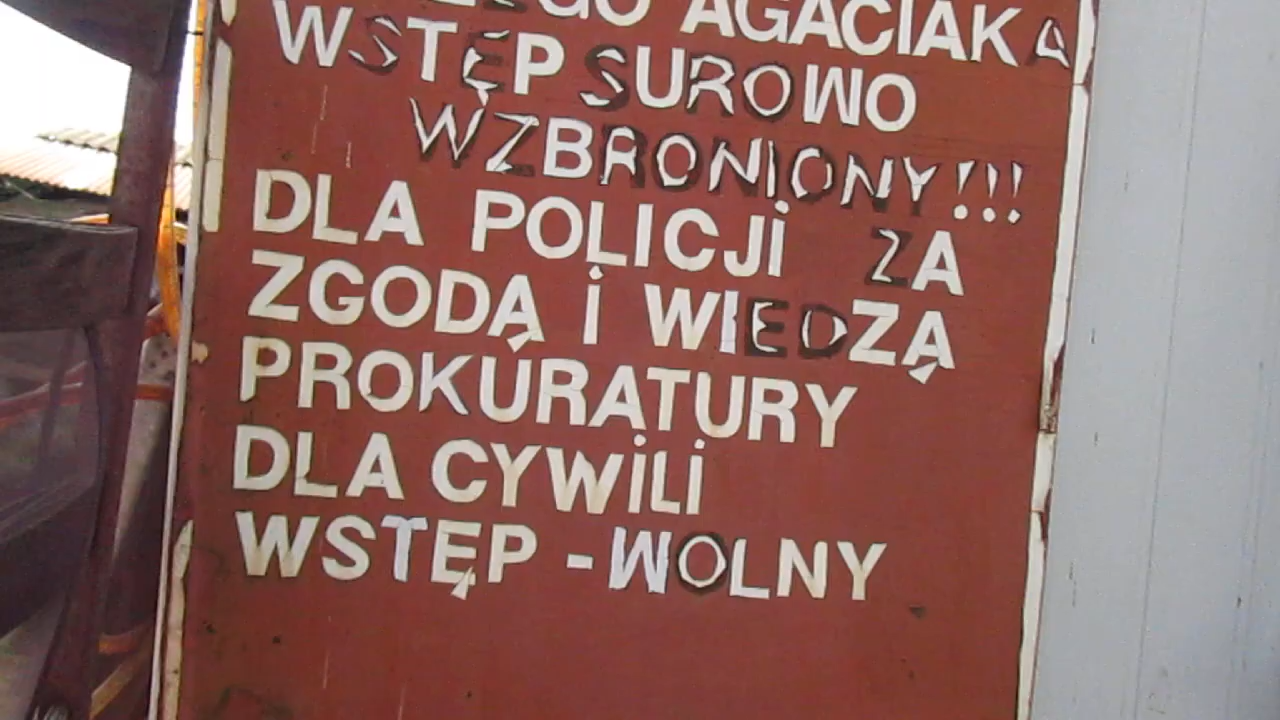 AGACIAKA
WSTĘP SUROWO
WZBRONIONY!!!
DLA POLICJI ZA
ZGODĄ I WIEDZĄ
PROKURATURY
DLA CYWILI
WSTĘP - WOLNY